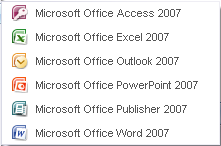 Microsoft Office Access 2007
Microsoft Office Excel 2007
Microsoft Office Outlook 2007
Microsoft Office PowerPoint 2007
Microsoft Office Publisher 2007
Microsoft Office Word 2007